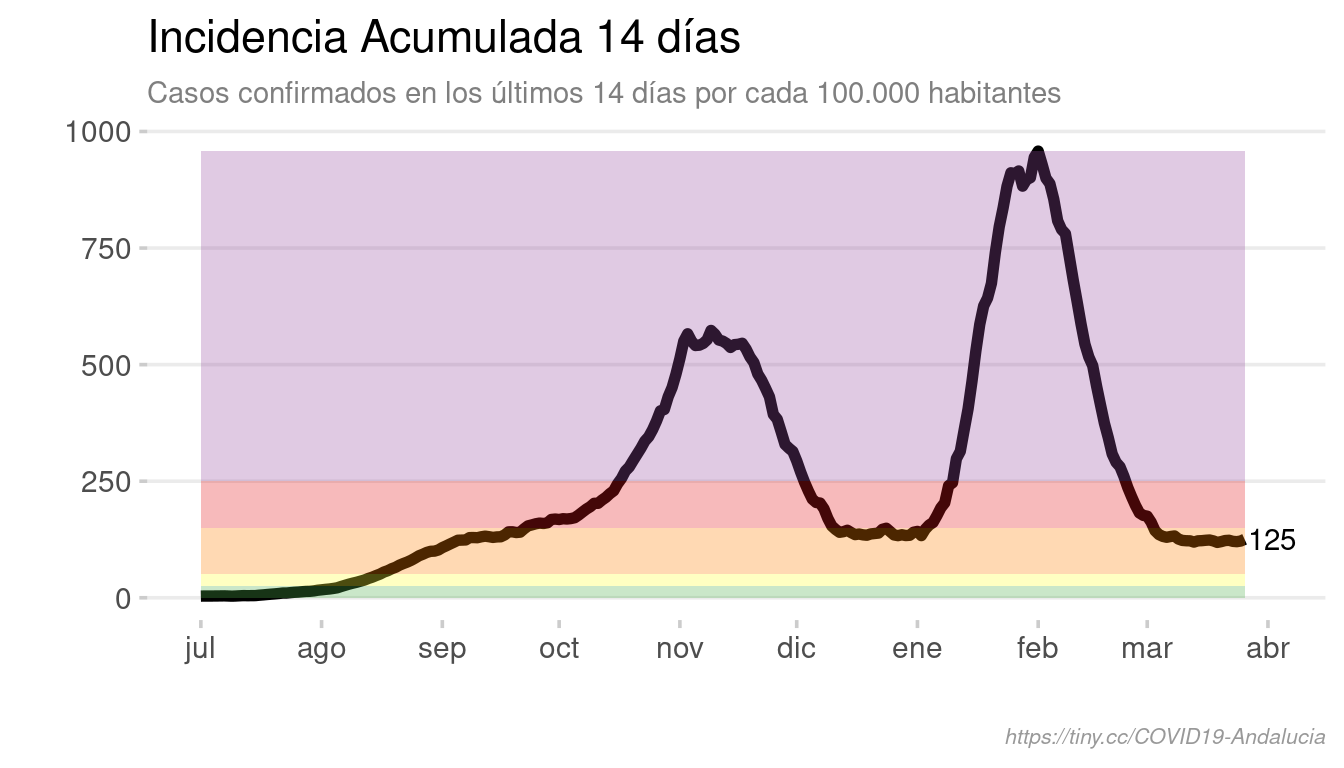 Incidencia Acumulada 14 días
Casos confirmados en los últimos 14 días por cada 100.000 habitantes
1000
750
500
250
0
125
jul ago sep oct nov dic ene feb mar abr
https://tiny.cc/COVID19-Andalucia